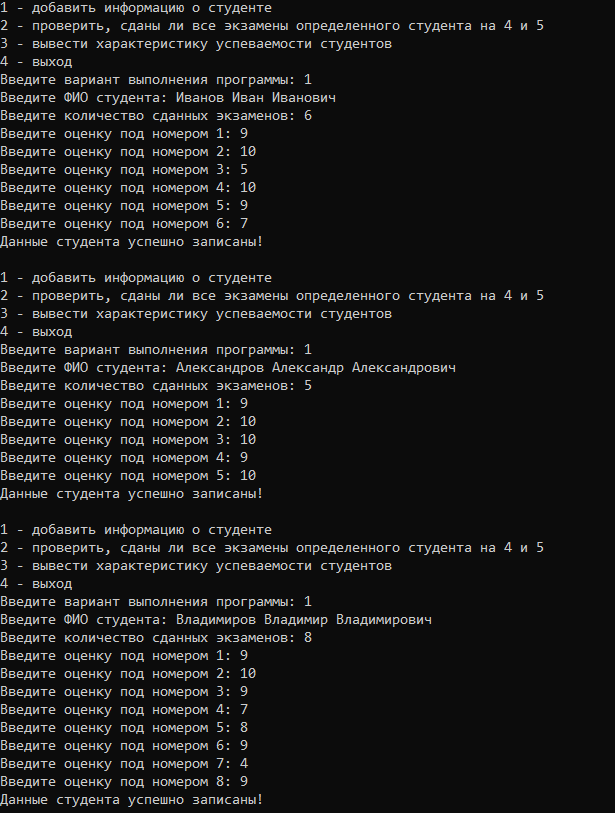 1 - добавить информацию о студенте
2 - проверить, сданы ли все экзамены определенного студента на 4 и 5
3 - вывести характеристику успеваемости студентов
4 - выход
Введите вариант выполнения программы: 1
Введите ФИО студента: Иванов Иван Иванович
Введите количество сданных экзаменов: 6
Введите оценку под номером 1: 9
Введите оценку под номером 2: 10
Введите оценку под номером 3: 5
Введите оценку под номером 4: 10
Введите оценку под номером 5: 9
Введите оценку под номером 6: 7
Данные студента успешно записаны!
1 - добавить информацию о студенте
2 - проверить, сданы ли все экзамены определенного студента на 4 и 5
3 - вывести характеристику успеваемости студентов
4 - выход
Введите вариант выполнения программы: 1
Введите ФИО студента: Александров Александр Александрович
Введите количество сданных экзаменов: 5
Введите оценку под номером 1: 9
Введите оценку под номером 2: 10
Введите оценку под номером 3: 10
Введите оценку под номером 4: 9
Введите оценку под номером 5: 10
Данные студента успешно записаны!
1 - добавить информацию о студенте
2 - проверить, сданы ли все экзамены определенного студента на 4 и 5
3 - вывести характеристику успеваемости студентов
4 - выход
Введите вариант выполнения программы: 1
Введите ФИО студента: Владимиров Владимир Владимирович
Введите количество сданных экзаменов: 8
Введите оценку под номером 1: 9
Введите оценку под номером 2: 10
Введите оценку под номером 3: 9
Введите оценку под номером 4: 7
Введите оценку под номером 5: 8
Введите оценку под номером 6: 9
Введите оценку под номером 7: 4
Введите оценку под номером 8: 9
Данные студента успешно записаны!